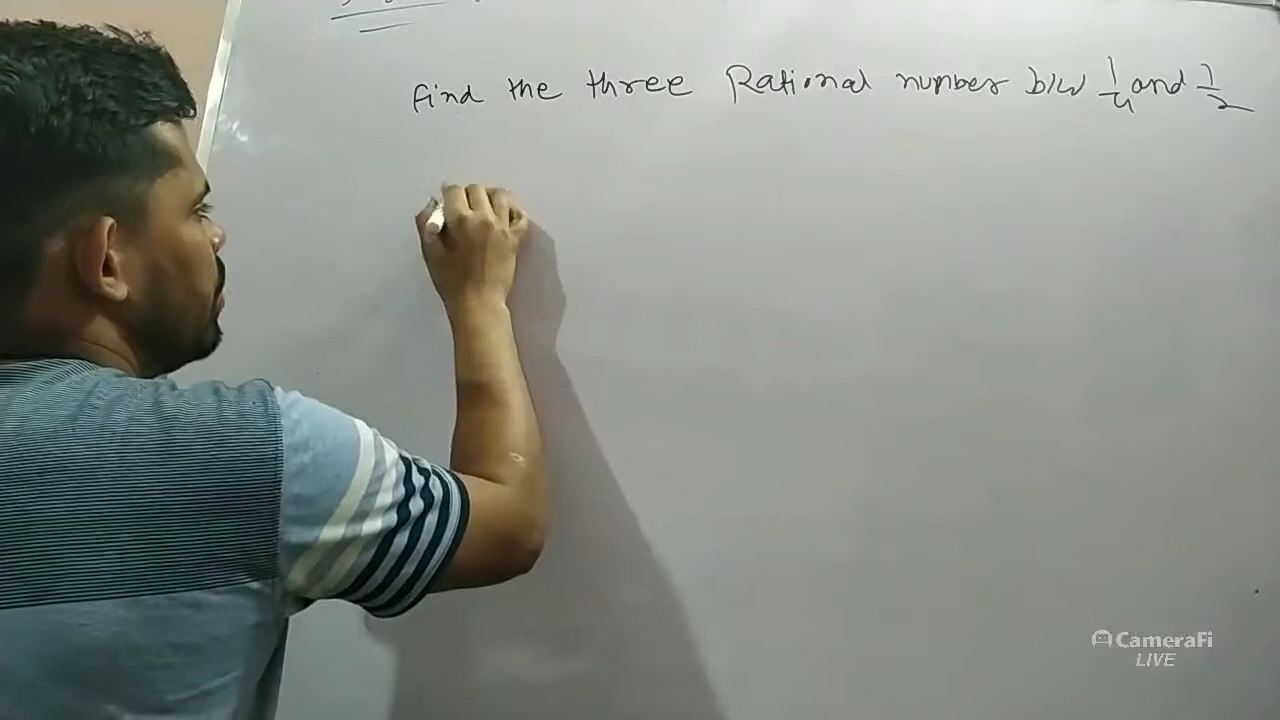 Find the three Rational number b/w 1/4 and 1/2
CameraFi
LIVE